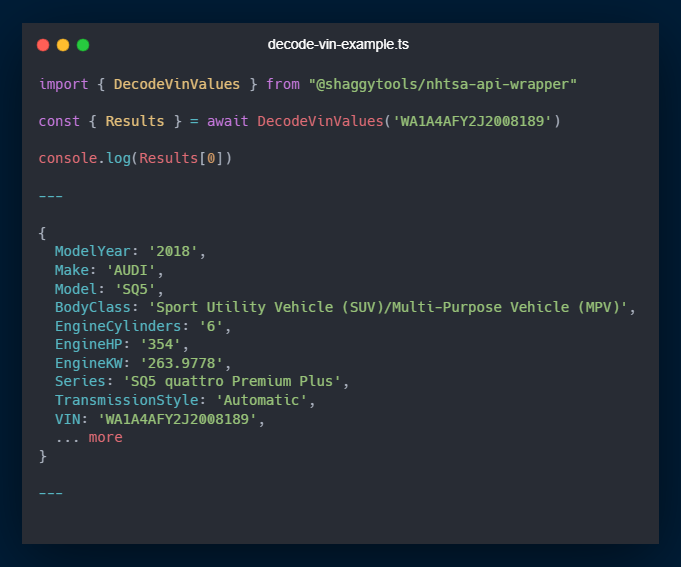 decode-vin-example.ts
import { DecodeVinValues } from "@shaggytools/nhtsa-api-wrapper"
const { Results } = await DecodeVinValues('WA1A4AFY2J2008189')
console.log(Results[0])
---
{
  ModelYear: '2018',
  Make: 'AUDI',
  Model: 'SQ5',
  BodyClass: 'Sport Utility Vehicle (SUV)/Multi-Purpose Vehicle (MPV)',
  EngineCylinders: '6',
  EngineHP: '354',
  EngineKW: '263.9778',
  Series: 'SQ5 quattro Premium Plus',
  TransmissionStyle: 'Automatic',
  VIN: 'WA1A4AFY2J2008189',
  ... more
}
---